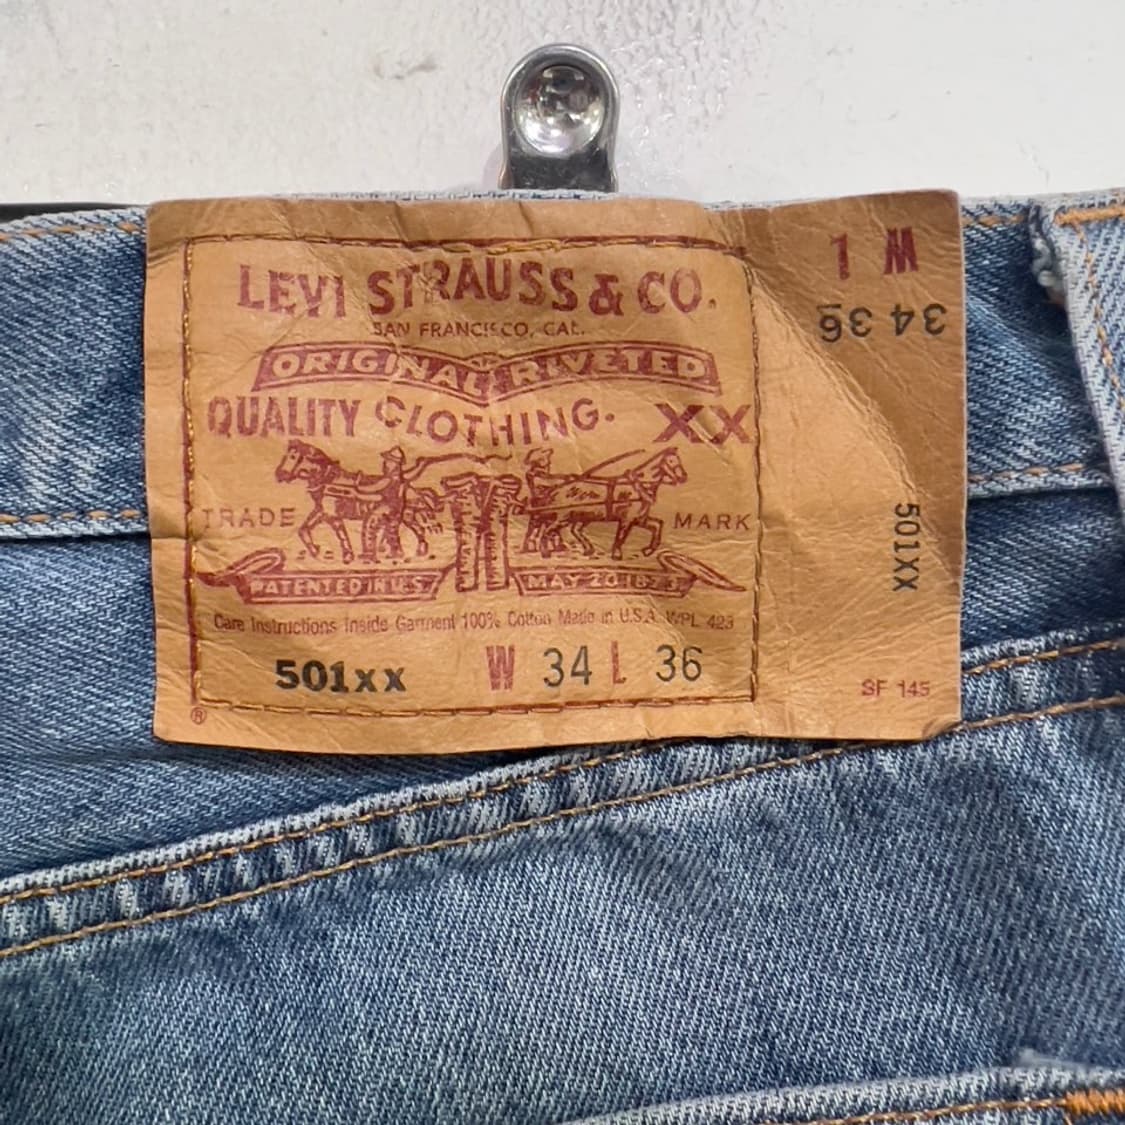 LEVI STRAUSS & CO.
SAN FRANCISCO, CAL.
ORIGINAL RIVETED
QUALITY CLOTHING. XX
TRADE MARK
PATENTED IN U.S. MAY 20 1873
Care Instructions Inside Garment 100% Cotton Made in U.S.A. WPL 423
501xx W 34 L 36
®
1 M
34 36
501XX
SF 145